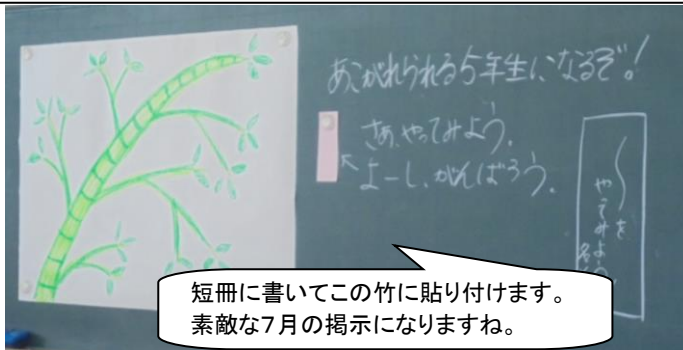 あこがれられる5年生になるぞ！
さあ、やってみよう。
よーし、がんばろう。
～を
やってみよう。
短冊に書いてこの竹に貼り付けます。
素敵な7月の掲示になりますね。